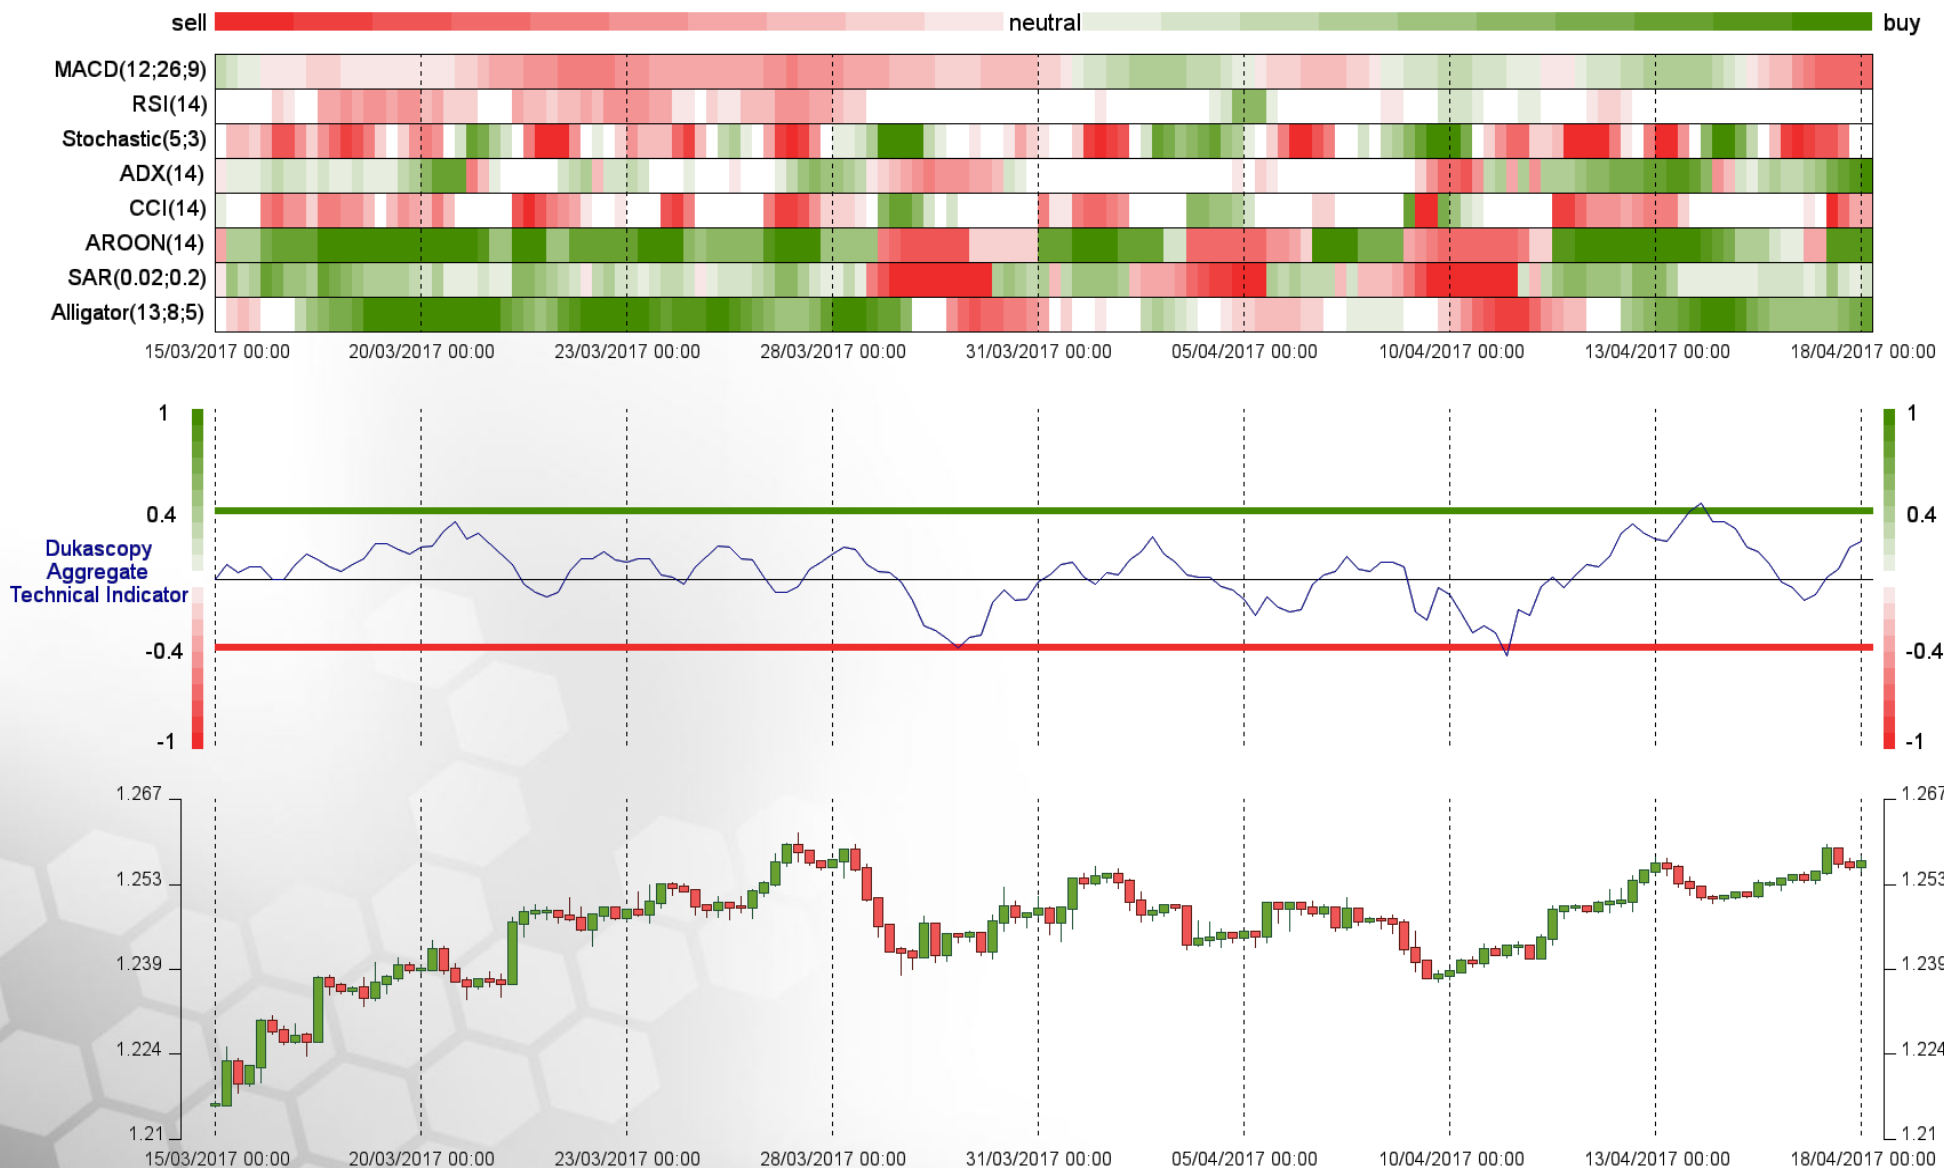 sell neutral buy
MACD(12;26;9)
RSI(14)
Stochastic(5;3)
ADX(14)
CCI(14)
AROON(14)
SAR(0.02;0.2)
Alligator(13;8;5)
15/03/2017 00:00 20/03/2017 00:00 23/03/2017 00:00 28/03/2017 00:00 31/03/2017 00:00 05/04/2017 00:00 10/04/2017 00:00 13/04/2017 00:00 18/04/2017 00:00
1 1
0.4 0.4
Dukascopy
Aggregate
Technical Indicator
-0.4 -0.4
-1 -1
1.267 1.267
1.253 1.253
1.239 1.239
1.224 1.224
1.21 1.21
15/03/2017 00:00 20/03/2017 00:00 23/03/2017 00:00 28/03/2017 00:00 31/03/2017 00:00 05/04/2017 00:00 10/04/2017 00:00 13/04/2017 00:00 18/04/2017 00:00